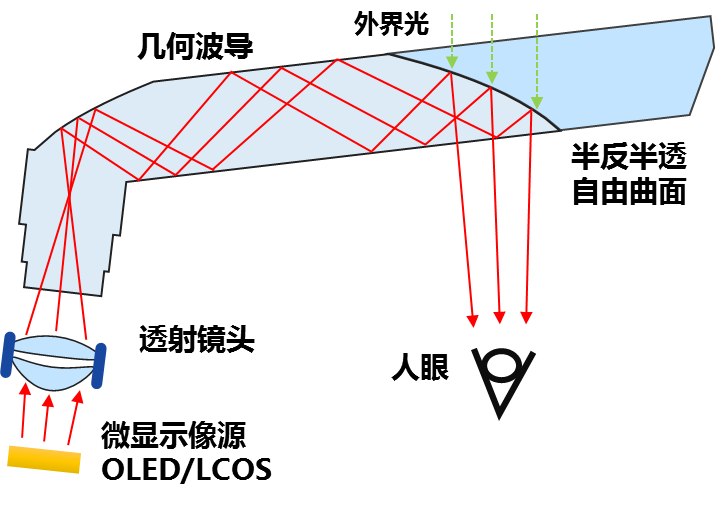 外界光
几何波导
半反半透
自由曲面
透射镜头
人眼
微显示像源
OLED/LCOS